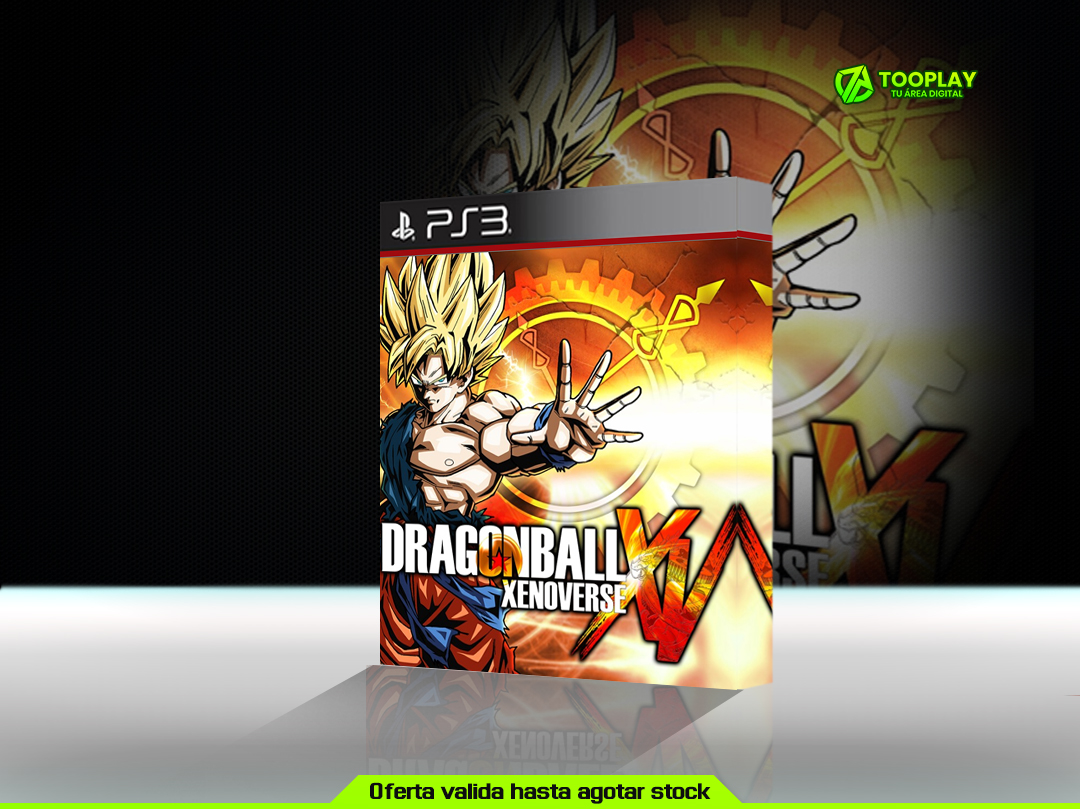 TOOPLAY
TU ÁREA DIGITAL
PS3
DRAGONBALL
XENOVERSE
XV
Oferta valida hasta agotar stock